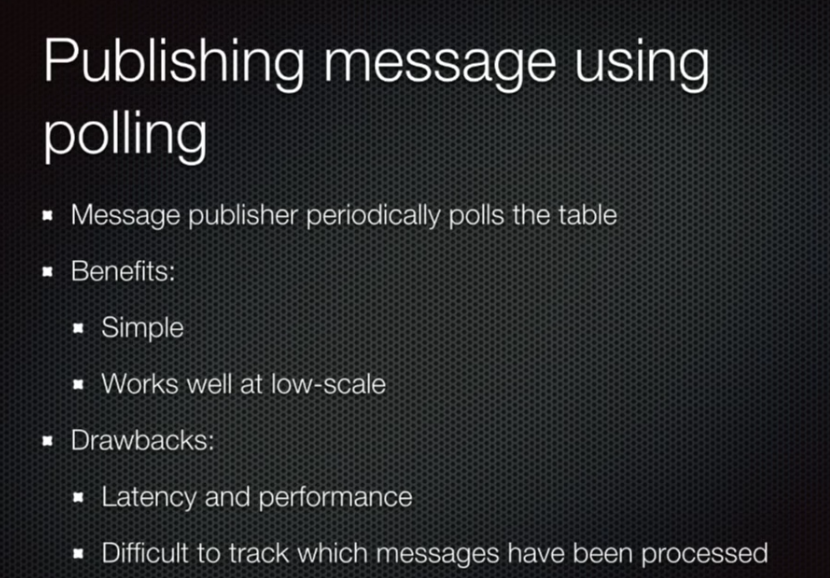 Publishing message using
polling
Message publisher periodically polls the table
Benefits:
Simple
Works well at low-scale
Drawbacks:
Latency and performance
Difficult to track which messages have been processed